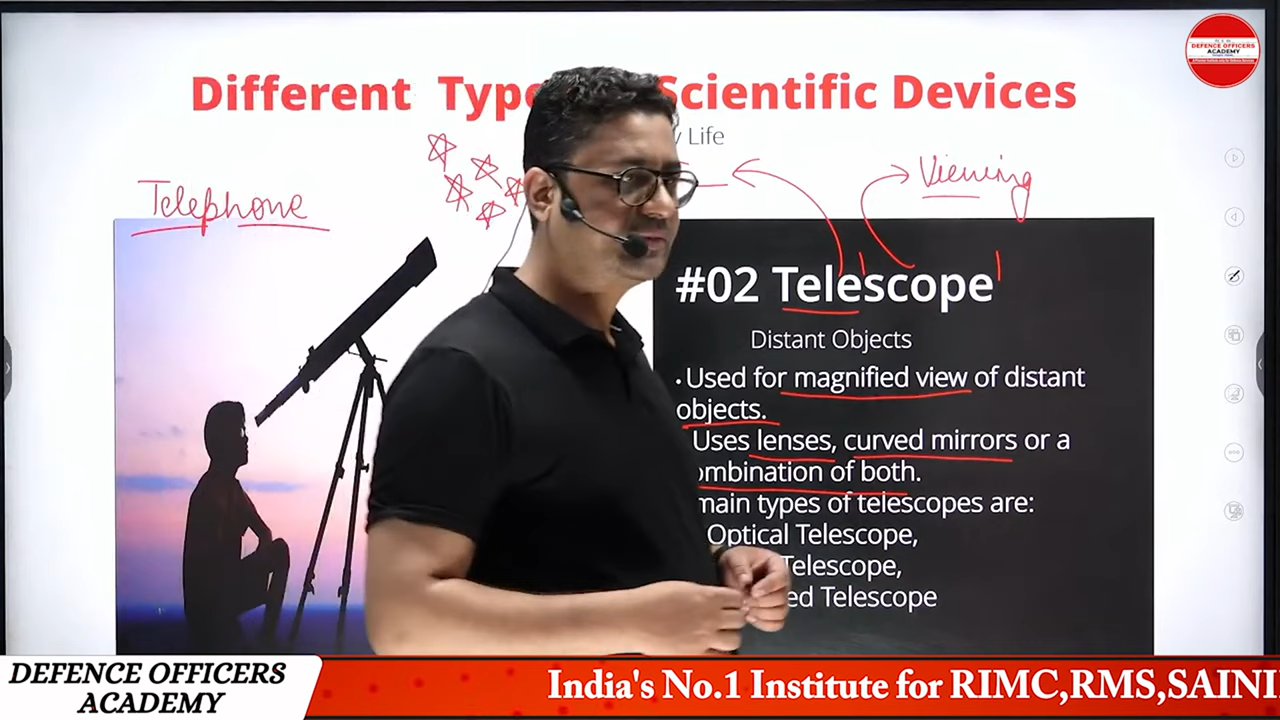 DEFENCE OFFICERS
ACADEMY
Different Type Scientific Devices
y Life
Telephone
Viewing
#02 Telescope
Distant Objects
•Used for magnified view of distant
objects.
Uses lenses, curved mirrors or a
ombination of both.
main types of telescopes are:
Optical Telescope,
Telescope,
ed Telescope
DEFENCE OFFICERS
ACADEMY
India's No.1 Institute for RIMC,RMS,SAINI